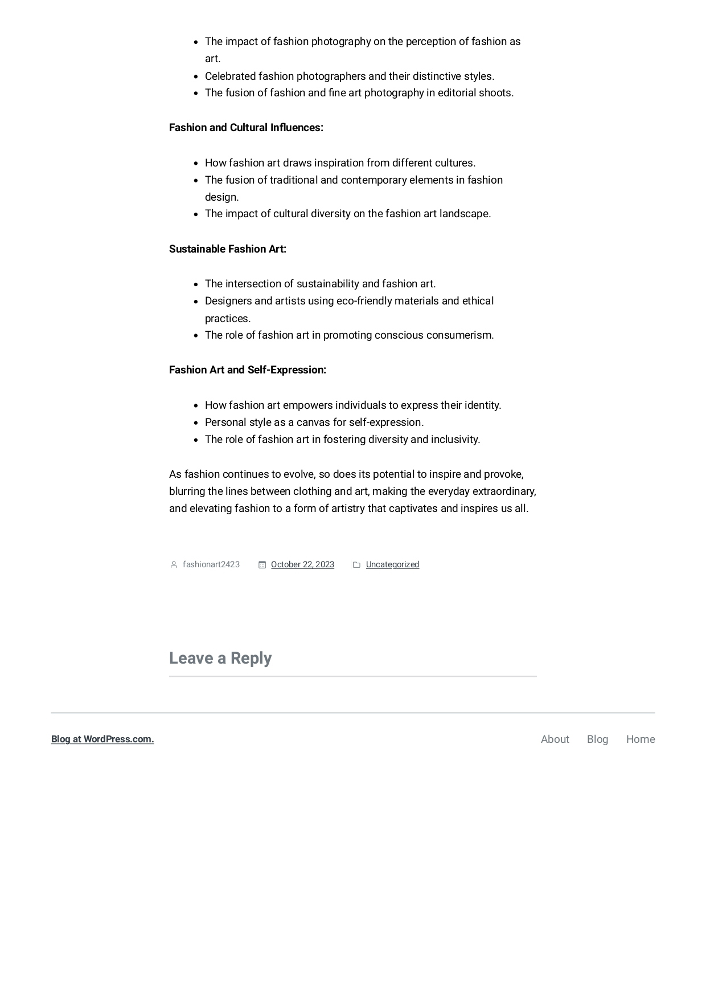 The impact of fashion photography on the perception of fashion as
art.
Celebrated fashion photographers and their distinctive styles.
The fusion of fashion and fine art photography in editorial shoots.
Fashion and Cultural Influences:
How fashion art draws inspiration from different cultures.
The fusion of traditional and contemporary elements in fashion
design.
The impact of cultural diversity on the fashion art landscape.
Sustainable Fashion Art:
The intersection of sustainability and fashion art.
Designers and artists using eco-friendly materials and ethical
practices.
The role of fashion art in promoting conscious consumerism.
Fashion Art and Self-Expression:
How fashion art empowers individuals to express their identity.
Personal style as a canvas for self-expression.
The role of fashion art in fostering diversity and inclusivity.
As fashion continues to evolve, so does its potential to inspire and provoke,
blurring the lines between clothing and art, making the everyday extraordinary,
and elevating fashion to a form of artistry that captivates and inspires us all.
fashionart2423 October 22, 2023 Uncategorized
Leave a Reply
Blog at WordPress.com. About Blog Home